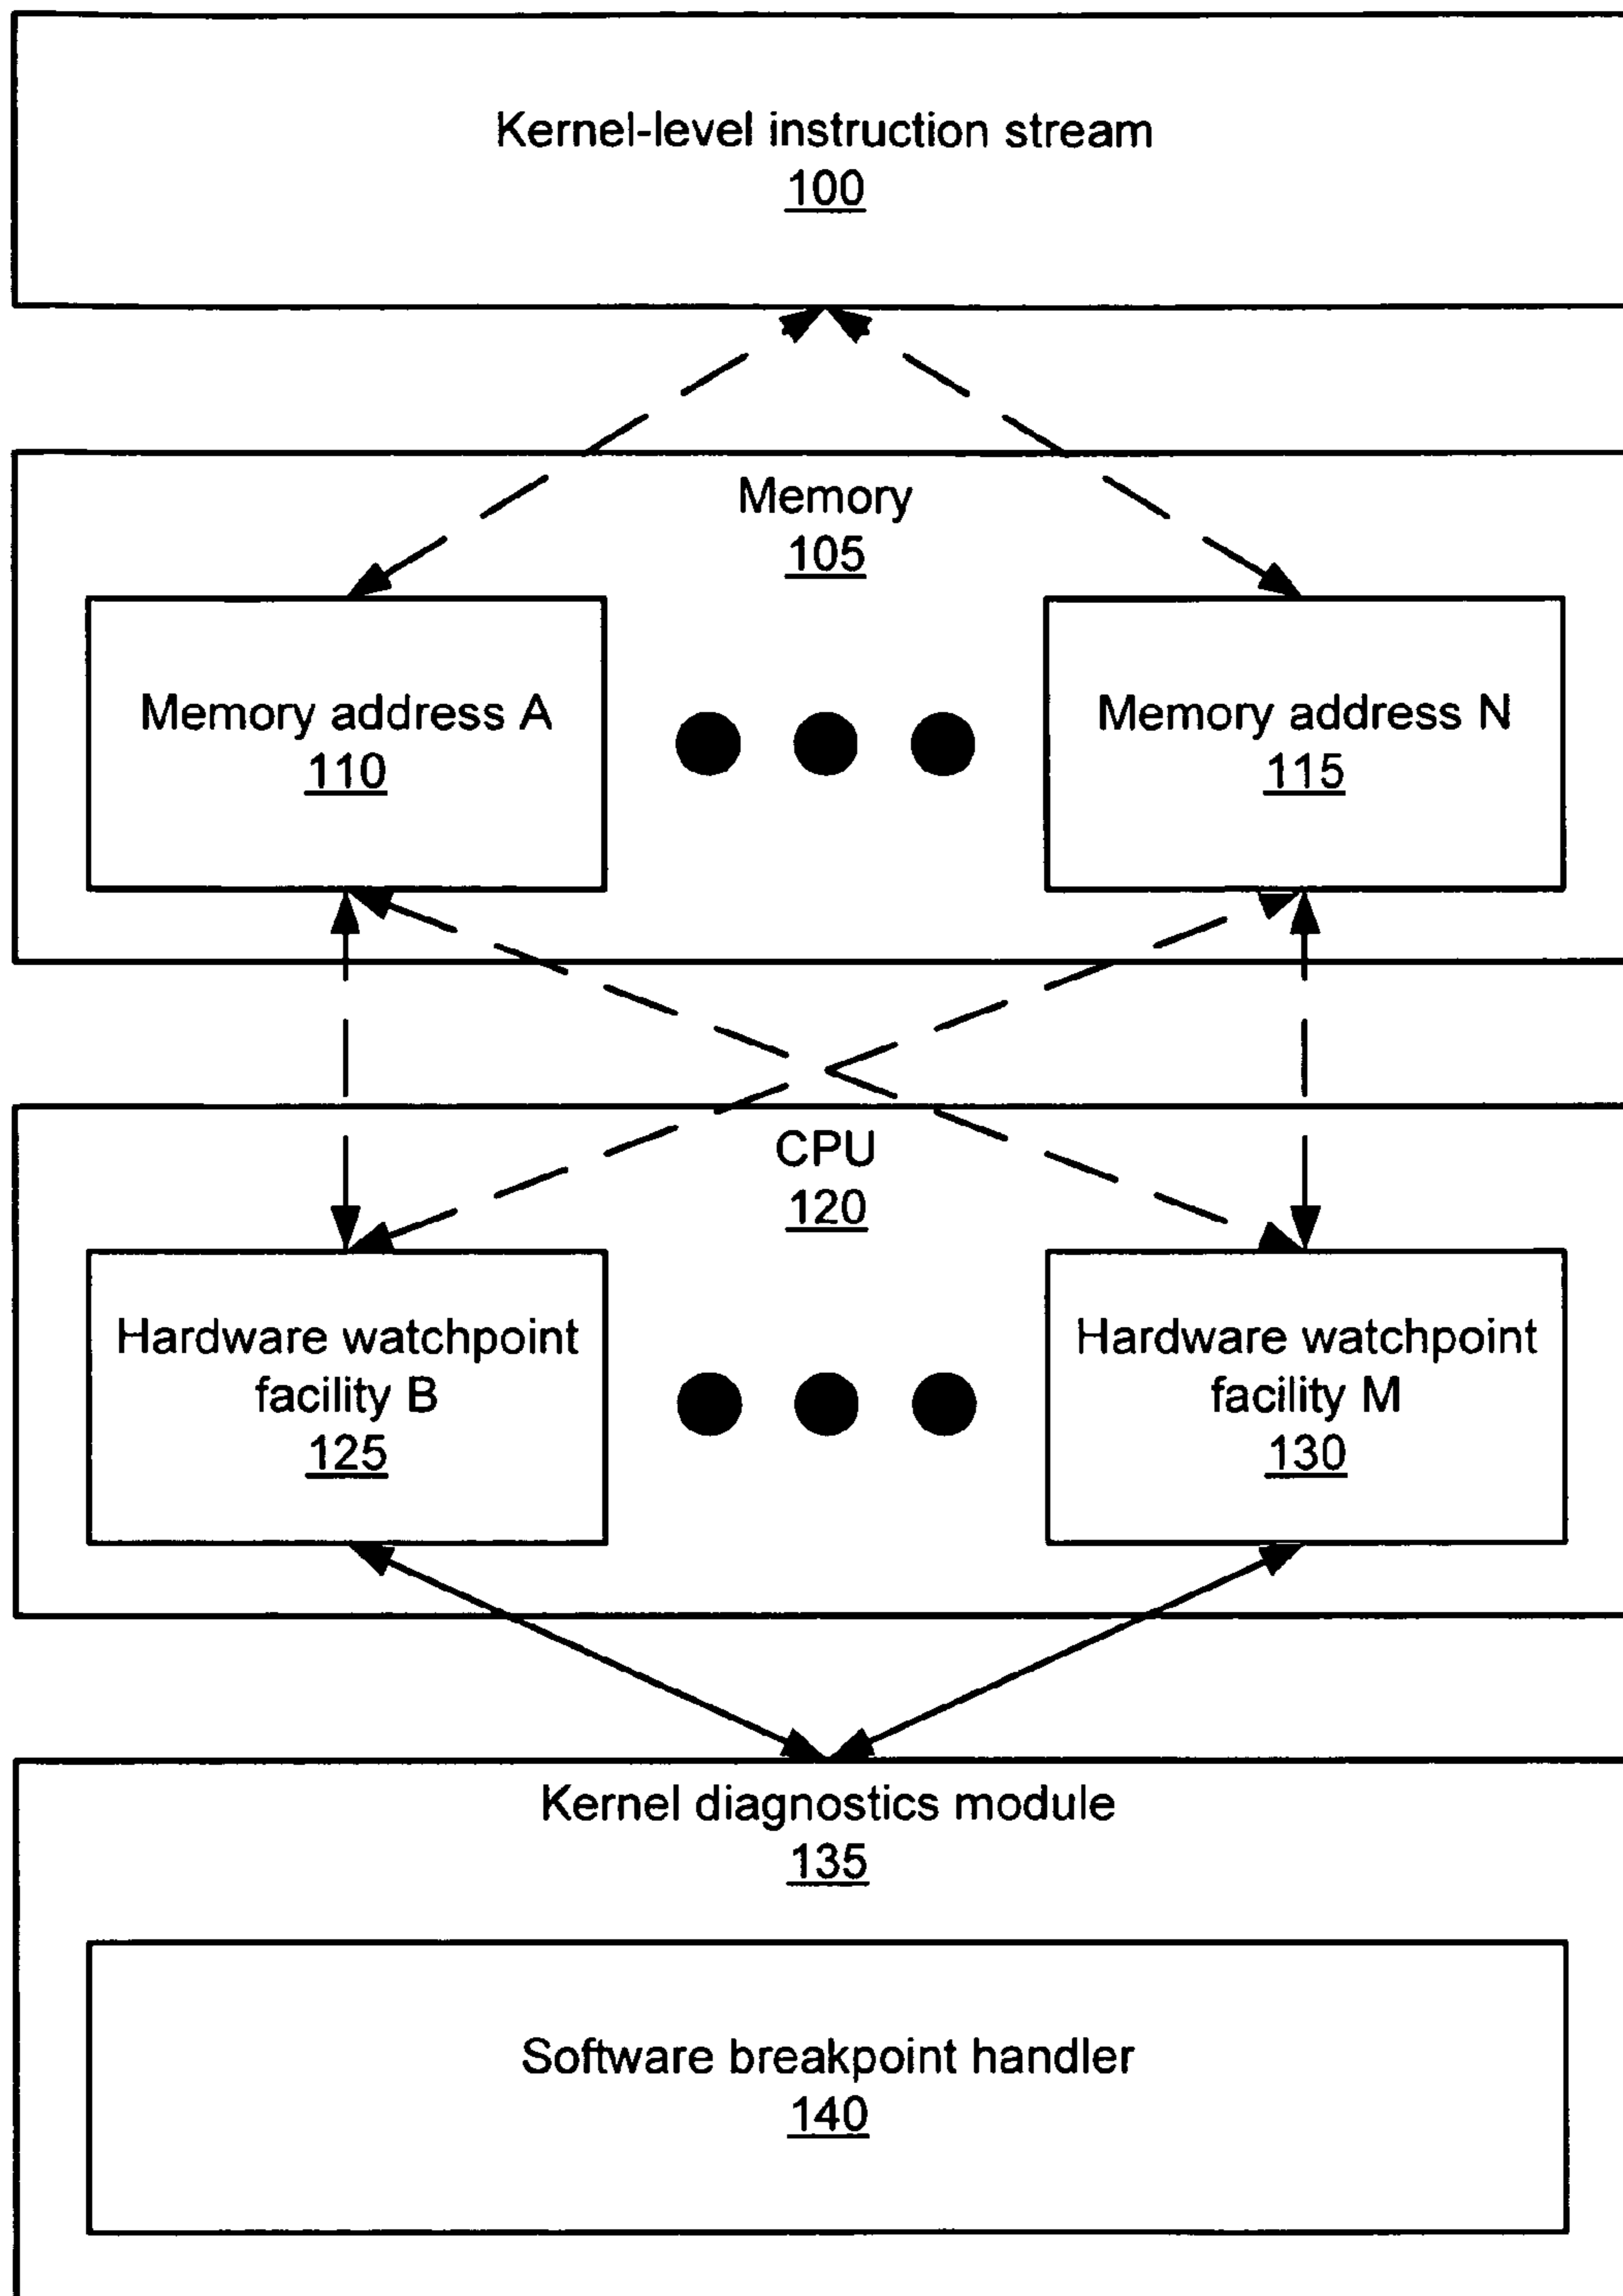 Kernel-level instruction stream
100
Memory
105
Memory address A
110
Memory address N
115
CPU
120
Hardware watchpoint
facility B
125
Hardware watchpoint
facility M
130
Kernel diagnostics module
135
Software breakpoint handler
140